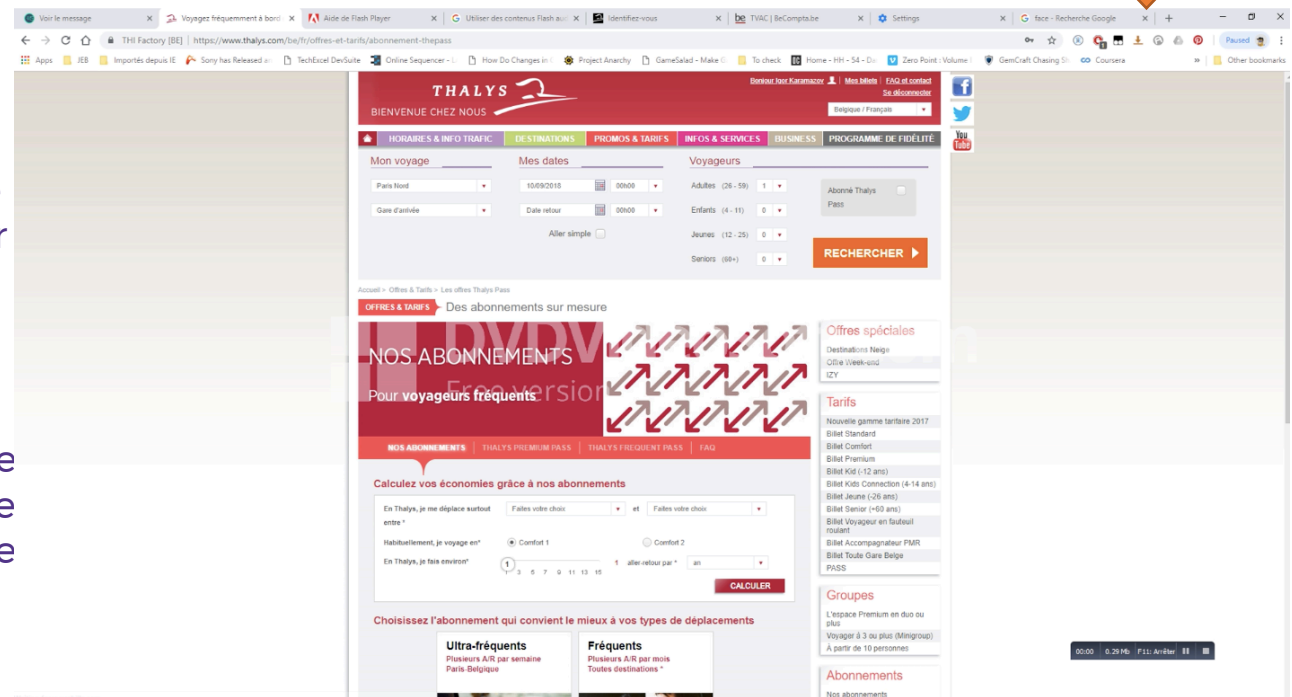 Voir le message
Voyagez fréquemment à bord
Aide de Flash Player
Utiliser des contenus Flash avec
Identifiez-vous
TVAC | BeCompta.be
Settings
face - Recherche Google
THI Factory [BE] | https://www.thalys.com/be/fr/offres-et-tarifs/abonnement-thepass
Paused
Apps
JEB
Importés depuis IE
Sony has Released an
TechExcel DevSuite
Online Sequencer -
How Do Changes in
Project Anarchy
GameSalad - Make
To check
Home - HH - S4 -
Zero Point : Volume
GemCraft Chasing Sh
Coursera
Other bookmarks
THALYS
BIENVENUE CHEZ NOUS
Bonjour Igor Karamazov
Mes billets
FAQ et contact
Se déconnecter
Belgique / Français
You
Tube
HORAIRES & INFO TRAFIC
DESTINATIONS
PROMOS & TARIFS
INFOS & SERVICES
BUSINESS
PROGRAMME DE FIDÉLITÉ
Mon voyage
Mes dates
Voyageurs
Paris Nord
10/09/2018
00h00
Adultes (26 - 59) 1
Abonné Thalys
Pass
Gare d'arrivée
Date retour
00h00
Enfants (4 - 11) 0
Aller simple
Jeunes (12 - 25) 0
Seniors (60+) 0
RECHERCHER
Accueil > Offres & Tarifs > Les offres Thalys Pass
OFFRES & TARIFS
Des abonnements sur mesure
NOS ABONNEMENTS
Pour voyageurs fréquents
Free version
NOS ABONNEMENTS
THALYS PREMIUM PASS
THALYS FREQUENT PASS
FAQ
Calculez vos économies grâce à nos abonnements
En Thalys, je me déplace surtout
entre *
Faites votre choix
et
Faites votre choix
Habituellement, je voyage en*
Comfort 1
Comfort 2
En Thalys, je fais environ*
1
1 3 5 7 9 11 13 15
1 aller-retour par *
an
CALCULER
Choisissez l'abonnement qui convient le mieux à vos types de déplacements
Ultra-fréquents
Plusieurs A/R par semaine
Paris-Belgique
Fréquents
Plusieurs A/R par mois
Toutes destinations *
Offres spéciales
Destinations Neige
Offre Week-end
IZY
Tarifs
Nouvelle gamme tarifaire 2017
Billet Standard
Billet Comfort
Billet Premium
Billet Kid (-12 ans)
Billet Kids Connection (4-14 ans)
Billet Jeune (-26 ans)
Billet Senior (+60 ans)
Billet Voyageur en fauteuil
roulant
Billet Accompagnateur PMR
Billet Toute Gare Belge
PASS
Groupes
L'espace Premium en duo ou
plus
Voyager à 3 ou plus (Minigroup)
À partir de 10 personnes
Abonnements
Nos abonnements
00:00 0.29 Mb F11: Arrêter